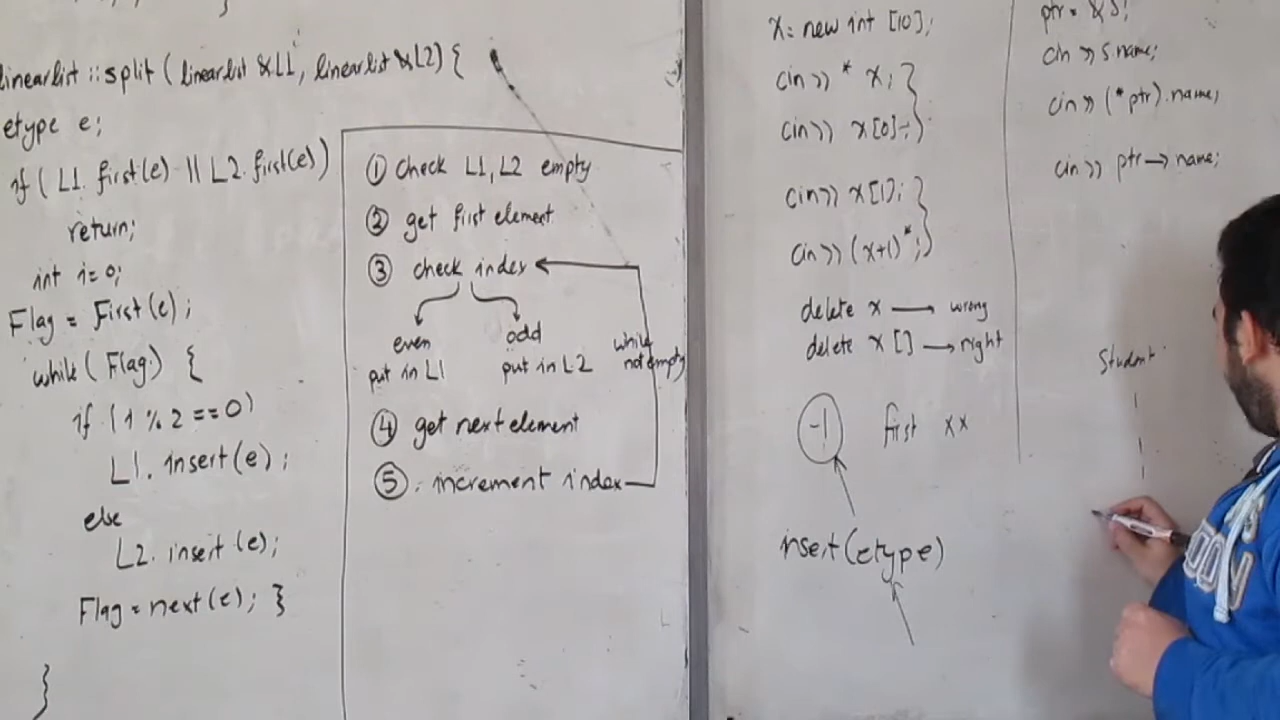 }
linearlist :: split ( linearlist &L1, linearlist &L2) {
etype e;
if ( L1. first(e) || L2. first(e))
return;
int i=0;
Flag = First(e);
while ( Flag) {
if ( 1 % 2 == 0)
L1. insert(e);
else
L2. insert (e);
Flag = next(e); }
}
① check L1, L2 empty
② get first element
③ check index
even
put in L1
odd
put in L2
while
not empty
④ get next element
⑤. increment index
x= new int [10];
cin >> * x;
cin >> x[0];
cin >> x[1];
cin >> (x+1)*;
delete x → wrong
delete x [] → right
-1 first xx
insert(etype)
ptr = &S;
cin >> s.name;
cin >> (* ptr).name;
cin >> ptr → name;
Student